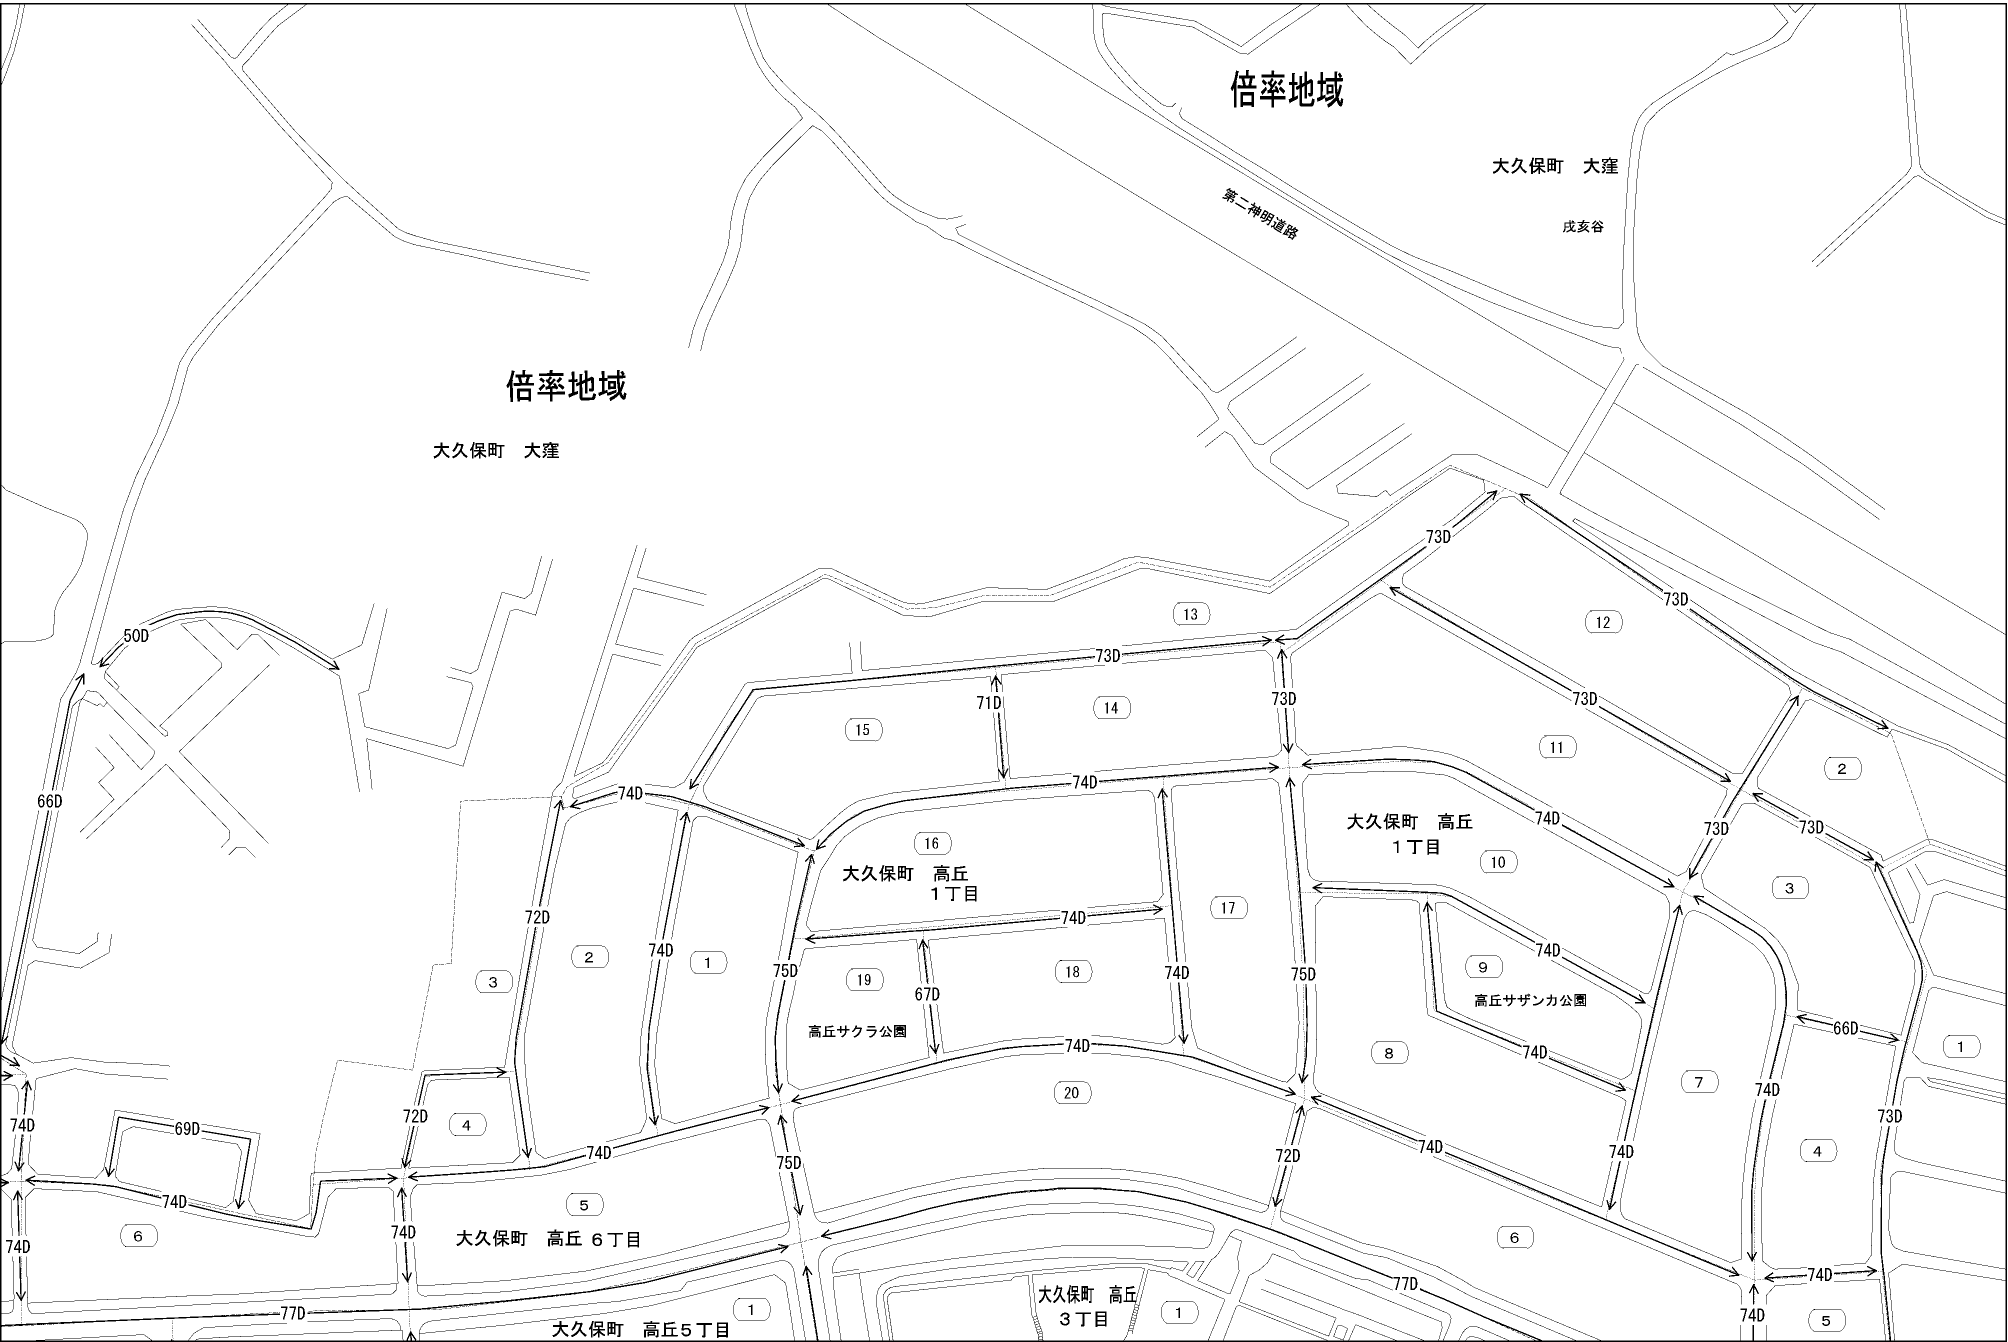 倍率地域
大久保町　大窪
第二神明道路
戌亥谷
倍率地域
大久保町　大窪
73D
73D
12
13
50D
73D
73D
71D
73D
73D
14
15
11
2
66D
74D
74D
74D
73D
73D
大久保町　高丘
１丁目
16
10
大久保町　高丘
１丁目
3
17
72D
74D
74D
74D
2
1
75D
19
18
74D
75D
9
3
67D
高丘サザンカ公園
高丘サクラ公園
66D
74D
8
74D
1
7
20
74D
72D
73D
74D
69D
4
74D
75D
72D
74D
74D
4
74D
5
6
74D
74D
大久保町　高丘 ６丁目
6
74D
74D
77D
77D
大久保町　高丘
３丁目
1
1
74D
5
大久保町　高丘５丁目